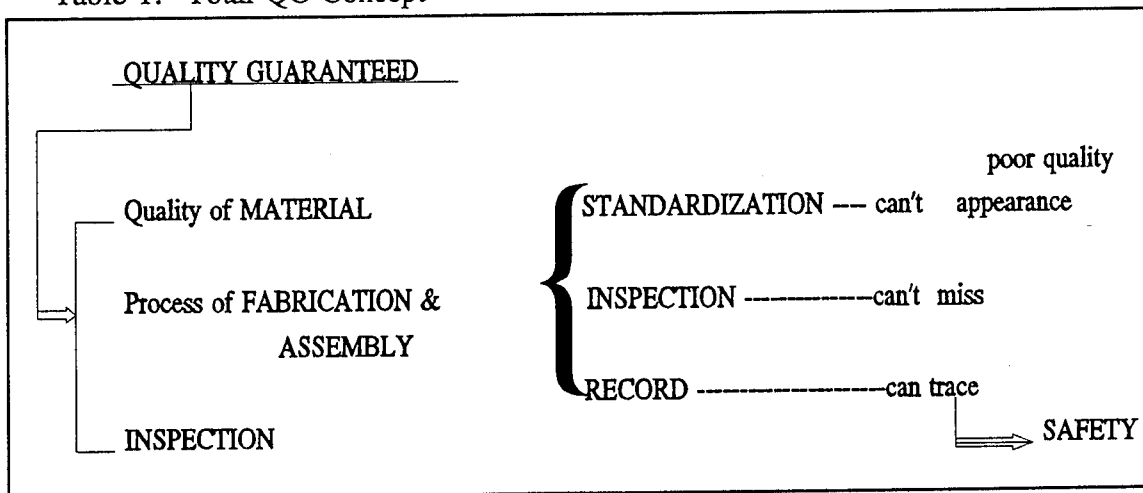 Table 1. Total QC Concept
QUALITY GUARANTEED
poor quality
Quality of MATERIAL
STANDARDIZATION --- can't appearance
Process of FABRICATION &
INSPECTION ------------can't miss
ASSEMBLY
RECORD ------------------can trace
INSPECTION
SAFETY